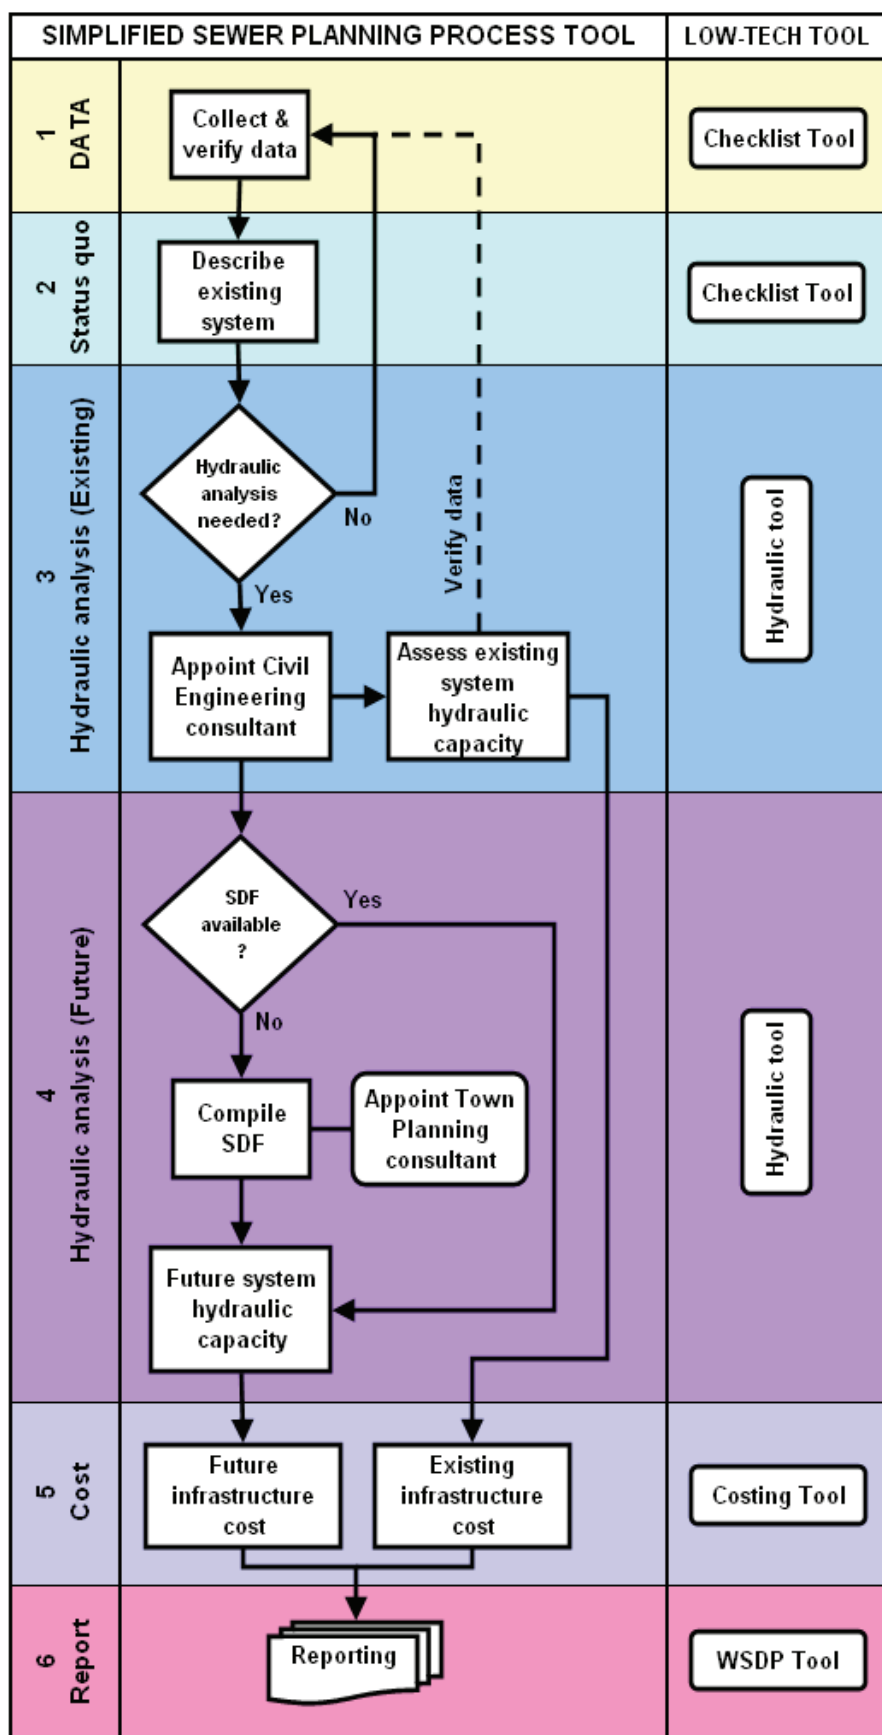 SIMPLIFIED SEWER PLANNING PROCESS TOOL
LOW-TECH TOOL
1
DATA
Collect &
verify data
Checklist Tool
2
Status quo
Describe
existing
system
Checklist Tool
3
Hydraulic analysis (Existing)
Hydraulic
analysis
needed?
No
Yes
Verify data
Appoint Civil
Engineering
consultant
Assess existing
system
hydraulic
capacity
Hydraulic tool
4
Hydraulic analysis (Future)
SDF
available
?
Yes
No
Compile
SDF
Appoint Town
Planning
consultant
Future system
hydraulic
capacity
Hydraulic tool
5
Cost
Future
infrastructure
cost
Existing
infrastructure
cost
Costing Tool
6
Report
Reporting
WSDP Tool